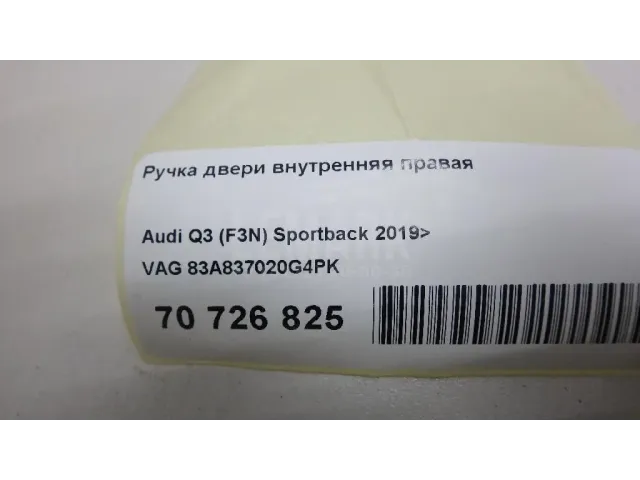 Ручка двери внутренняя правая
Audi Q3 (F3N) Sportback 2019>
VAG 83A837020G4PK
70 726 825